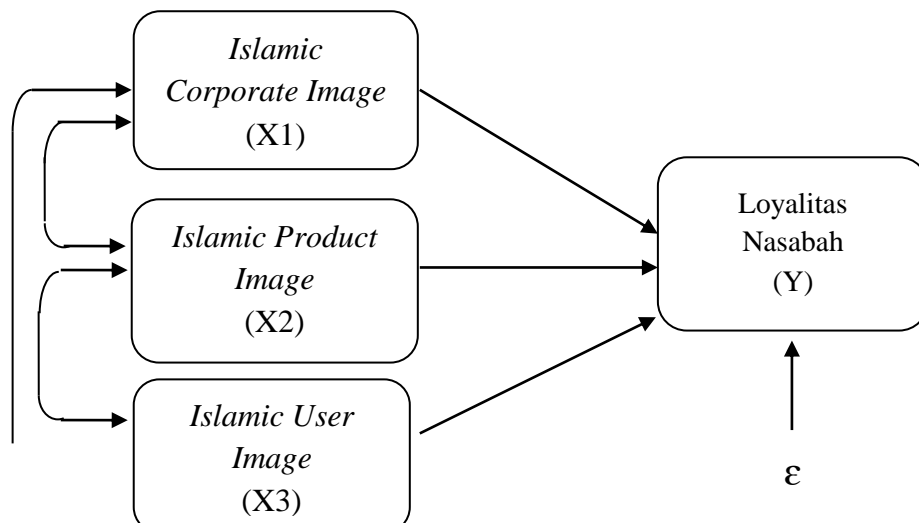 Islamic
Corporate Image
(X1)
Islamic Product
Image
(X2)
Islamic User
Image
(X3)
Loyalitas
Nasabah
(Y)
ε